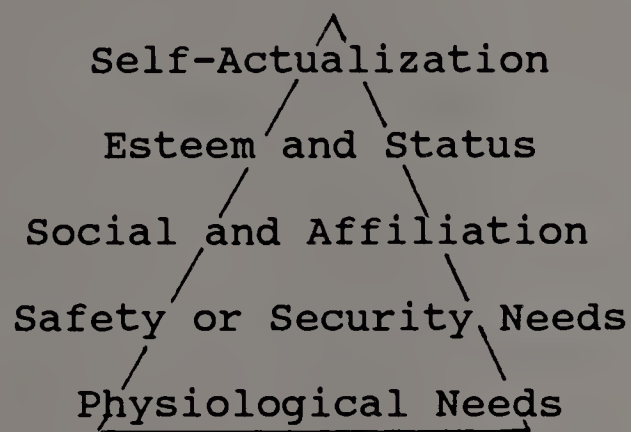 Self-Actualization
Esteem and Status
Social and Affiliation
Safety or Security Needs
Physiological Needs